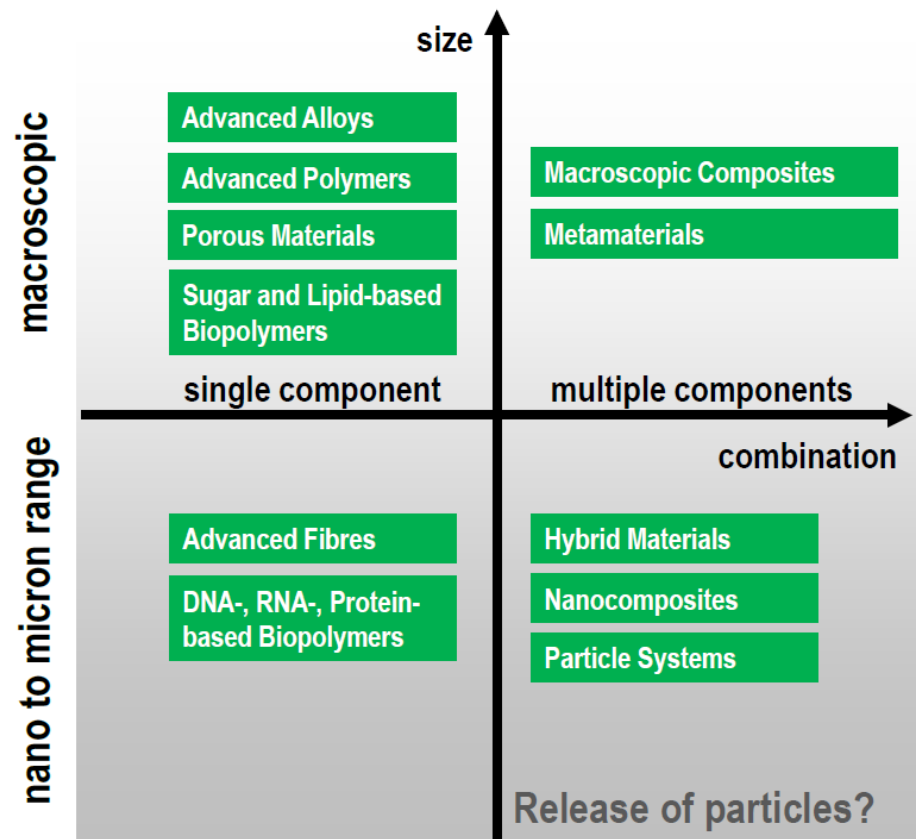 size
macroscopic
Advanced Alloys
Advanced Polymers
Porous Materials
Sugar and Lipid-based
Biopolymers
Macroscopic Composites
Metamaterials
single component
multiple components
combination
nano to micron range
Advanced Fibres
DNA-, RNA-, Protein-
based Biopolymers
Hybrid Materials
Nanocomposites
Particle Systems
Release of particles?